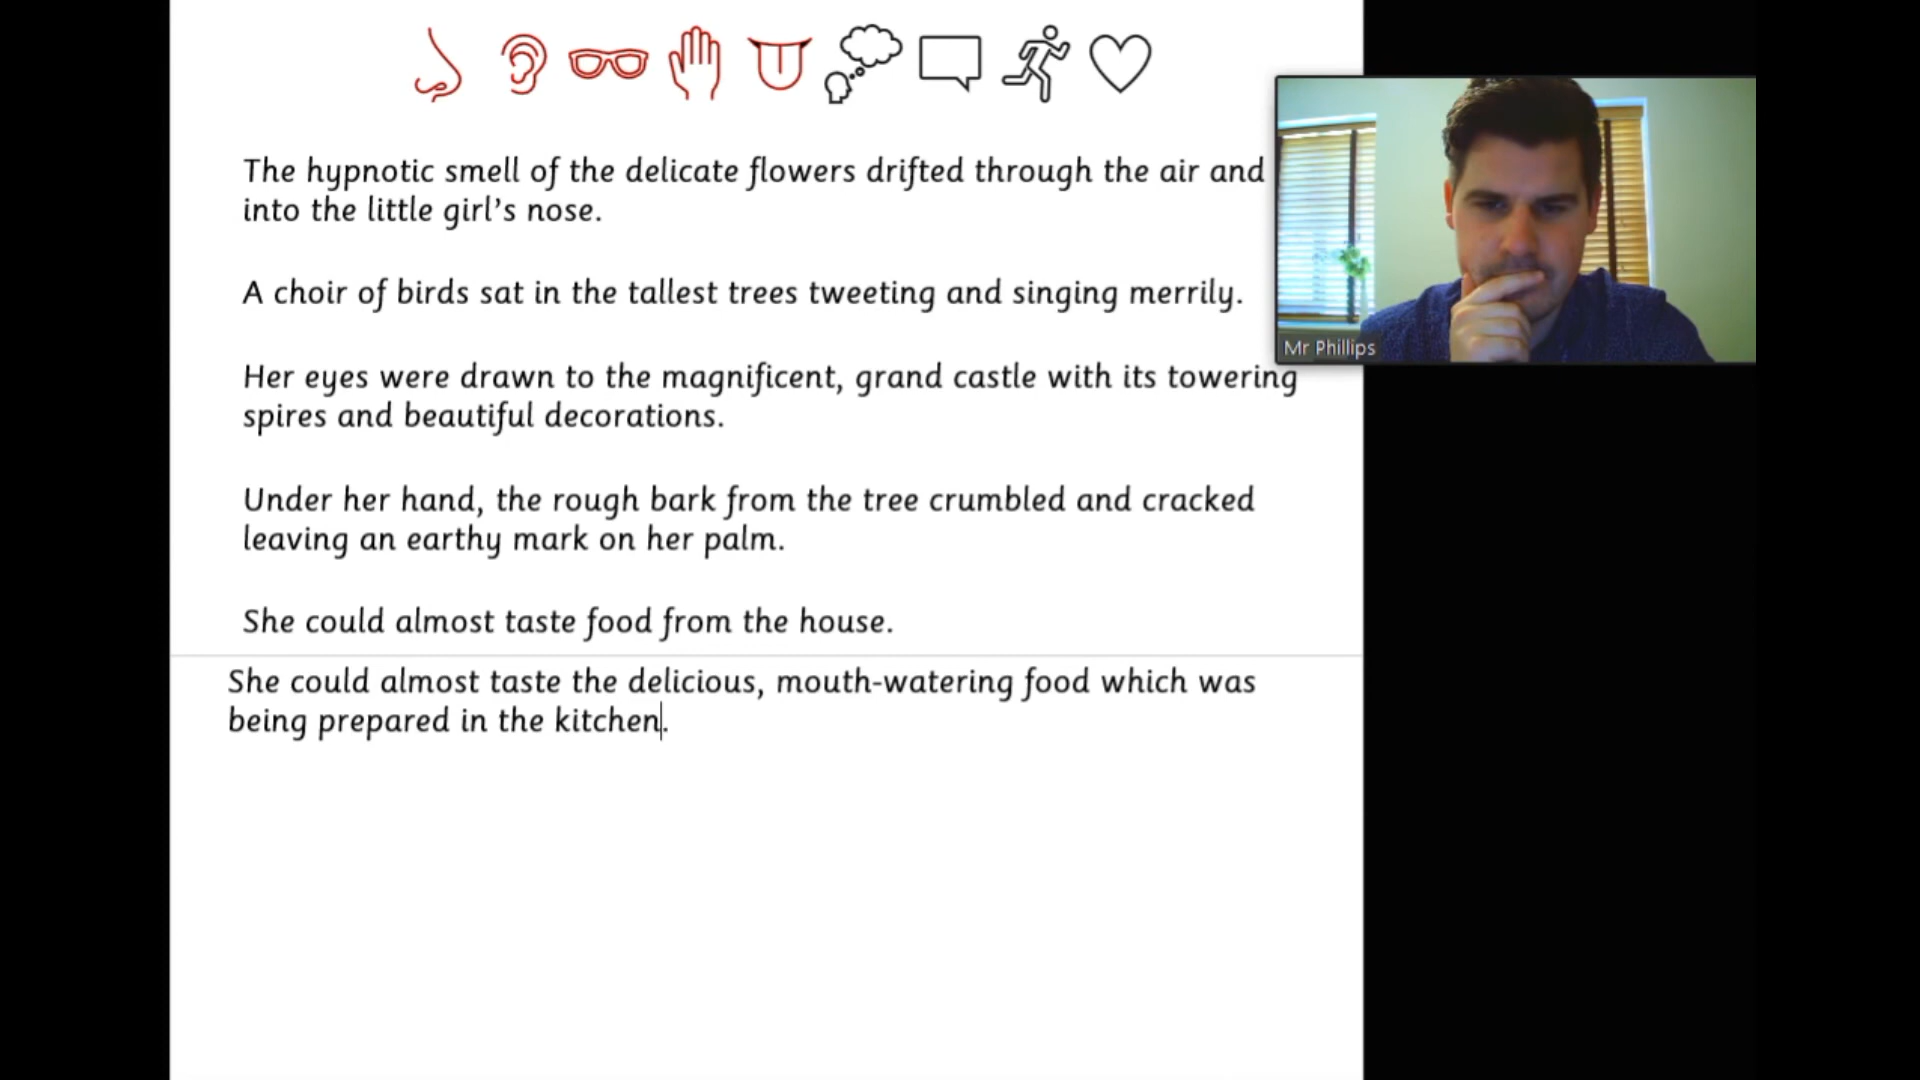 The hypnotic smell of the delicate flowers drifted through the air and
into the little girl's nose.
A choir of birds sat in the tallest trees tweeting and singing merrily.
Mr Phillips
Her eyes were drawn to the magnificent, grand castle with its towering
spires and beautiful decorations.
Under her hand, the rough bark from the tree crumbled and cracked
leaving an earthy mark on her palm.
She could almost taste food from the house.
She could almost taste the delicious, mouth-watering food which was
being prepared in the kitchen.